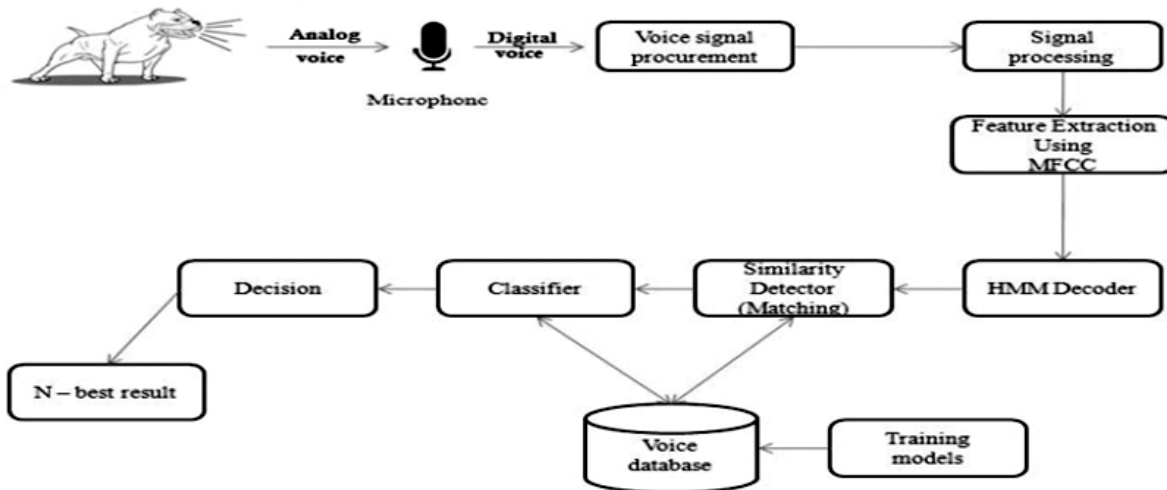 Analog
voice
Digital
voice
Microphone
Voice signal
procurement
Signal
processing
Feature Extraction
Using
MFCC
HMM Decoder
Similarity
Detector
(Matching)
Classifier
Decision
N – best result
Voice
database
Training
models